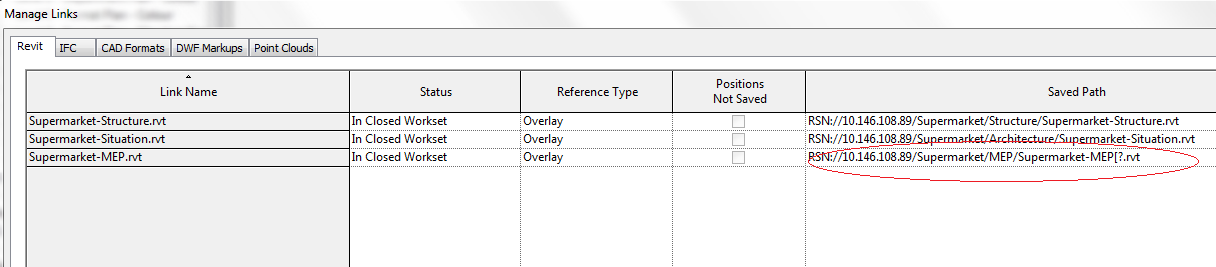 Manage Links
Revit IFC CAD Formats DWF Markups Point Clouds
Link Name Status Reference Type Positions Not Saved Saved Path
Supermarket-Structure.rvt In Closed Workset Overlay RSN://10.146.108.89/Supermarket/Structure/Supermarket-Structure.rvt
Supermarket-Situation.rvt In Closed Workset Overlay RSN://10.146.108.89/Supermarket/Architecture/Supermarket-Situation.rvt
Supermarket-MEP.rvt In Closed Workset Overlay RSN://10.146.108.89/Supermarket/MEP/Supermarket-MEP[?.rvt